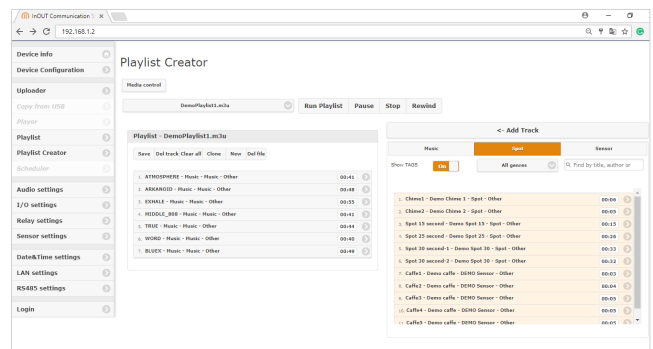 InOUT Communication S
192.168.1.2
Device info
Device Configuration
Uploader
Copy from USB
Player
Playlist
Playlist Creator
Scheduler
Audio settings
I/O settings
Relay settings
Sensor settings
Date&Time settings
LAN settings
RS485 settings
Login
Playlist Creator
Media control
DemoPlaylist1.m3u
Run Playlist Pause Stop Rewind
Playlist - DemoPlaylist1.m3u
Save Del track Clear all Clone New Del file
1. ATMOSPHERE - Music - Music - Other 00:41
2. ARKANOID - Music - Music - Other 00:48
3. EXHALE - Music - Music - Other 00:55
4. MIDDLE_808 - Music - Music - Other 00:41
5. TRUE - Music - Music - Other 00:44
6. WORD - Music - Music - Other 00:40
7. BLUEX - Music - Music - Other 00:49
<- Add Track
Music Spot Sensor
Show TAGS On All genres Find by title, author or
1. Chime1 - Demo Chime 1 - Spot - Other 00:06
2. Chime2 - Demo Chime 2 - Spot - Other 00:05
3. Spot 15 second - Demo Spot 15 - Spot - Other 00:15
4. Spot 25 second - Demo Spot 25 - Spot - Other 00:26
5. Spot 30 second-1 - Demo Spot 30 - Spot - Other 00:33
6. Spot 30 second-2 - Demo Spot 30 - Spot - Other 00:32
7. Caffe1 - Demo caffe - DEMO Sensor - Other 00:03
8. Caffe2 - Demo caffe - DEMO Sensor - Other 00:04
9. Caffe3 - Demo caffe - DEMO Sensor - Other 00:05
10. Caffe4 - Demo caffe - DEMO Sensor - Other 00:05
11. Caffe5 - Demo caffe - DEMO Sensor - Other 00:05